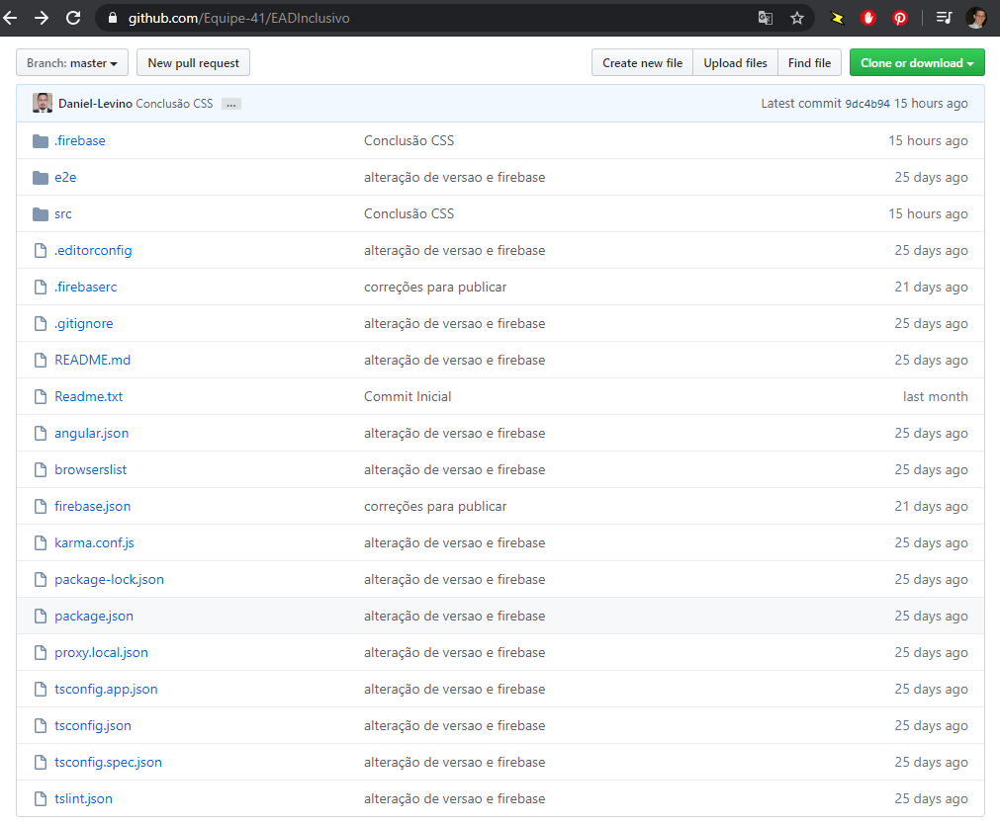 github.com/Equipe-41/EADInclusivo
Branch: master New pull request Create new file Upload files Find file Clone or download
Daniel-Levino Conclusão CSS ... Latest commit 9dc4b94 15 hours ago
.firebase Conclusão CSS 15 hours ago
e2e alteração de versao e firebase 25 days ago
src Conclusão CSS 15 hours ago
.editorconfig alteração de versao e firebase 25 days ago
.firebaserc correções para publicar 21 days ago
.gitignore alteração de versao e firebase 25 days ago
README.md alteração de versao e firebase 25 days ago
Readme.txt Commit Inicial last month
angular.json alteração de versao e firebase 25 days ago
browserslist alteração de versao e firebase 25 days ago
firebase.json correções para publicar 21 days ago
karma.conf.js alteração de versao e firebase 25 days ago
package-lock.json alteração de versao e firebase 25 days ago
package.json alteração de versao e firebase 25 days ago
proxy.local.json alteração de versao e firebase 25 days ago
tsconfig.app.json alteração de versao e firebase 25 days ago
tsconfig.json alteração de versao e firebase 25 days ago
tsconfig.spec.json alteração de versao e firebase 25 days ago
tslint.json alteração de versao e firebase 25 days ago